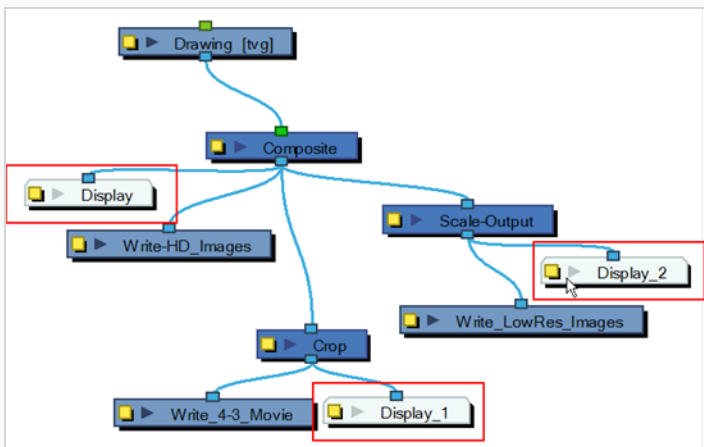 Drawing [tvg]
Composite
Display
Write-HD_Images
Scale-Output
Display_2
Write_LowRes_Images
Crop
Write_4-3_Movie
Display_1